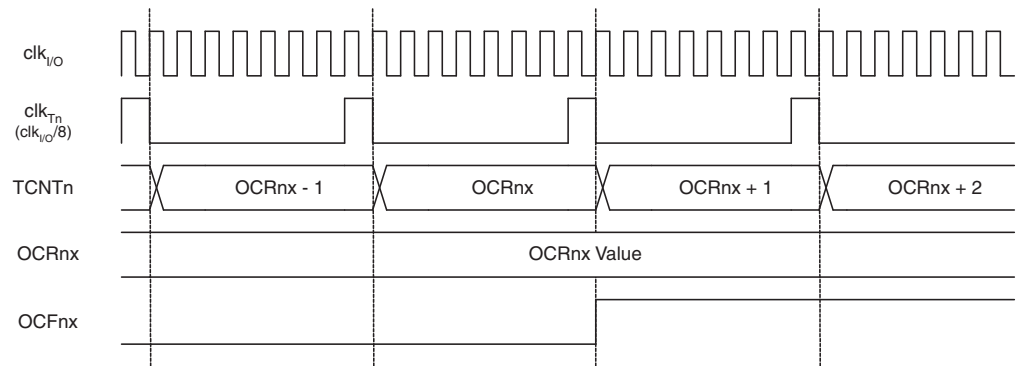 clkI/O
clkTn
(clkI/O/8)
TCNTn OCRnx - 1 OCRnx OCRnx + 1 OCRnx + 2
OCRnx OCRnx Value
OCFnx